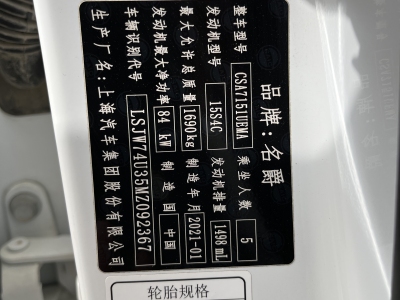 品牌:名爵
整车型号 CSA7151UEMA 乘坐人数 5
发动机型号 15S4C 发动机排量 1498 mL
最大允许总质量 1690kg 制造年月 2021-01
发动机最大净功率 84 kW 制造国 中国
车辆识别代号 LSJW74U35MZ092367
生产厂名:上海汽车集团股份有限公司
轮胎规格